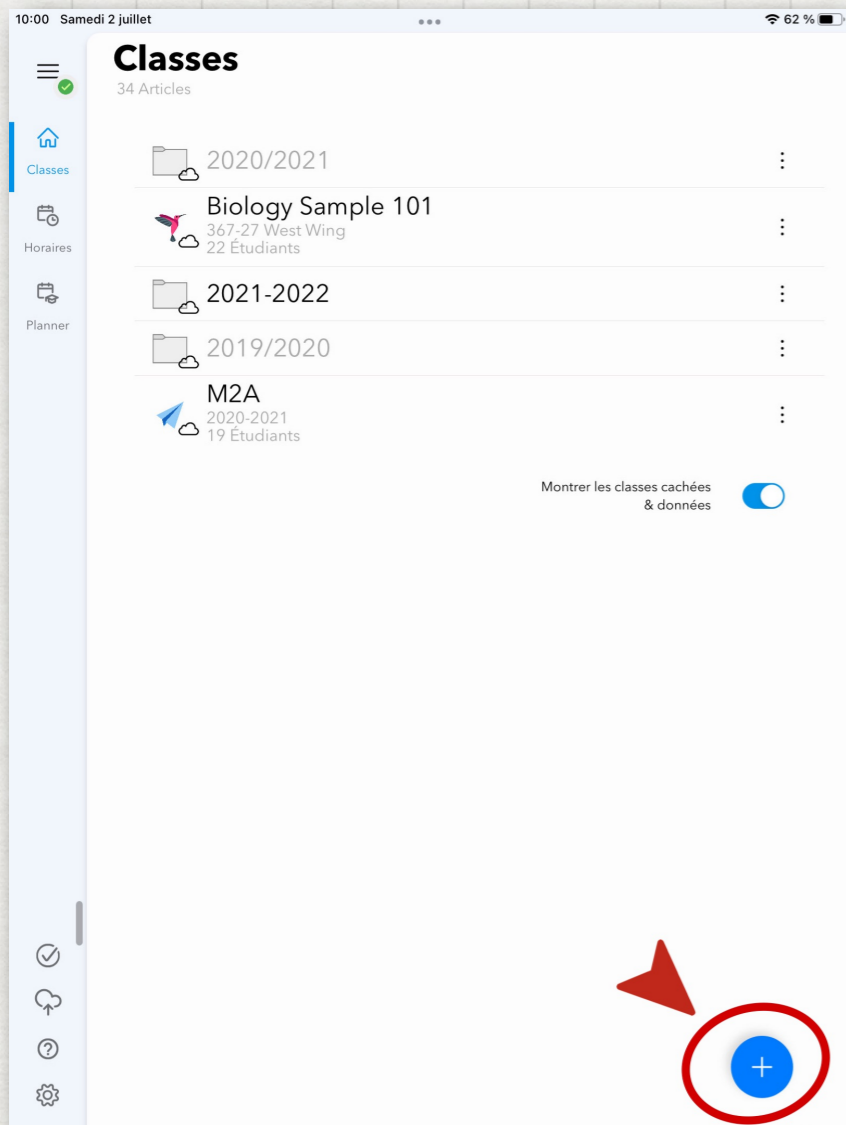 10:00 Samedi 2 juillet
62 %
Classes
34 Articles
Classes
Horaires
Planner
2020/2021
Biology Sample 101
367-27 West Wing
22 Étudiants
2021-2022
2019/2020
M2A
2020-2021
19 Étudiants
Montrer les classes cachées
& données